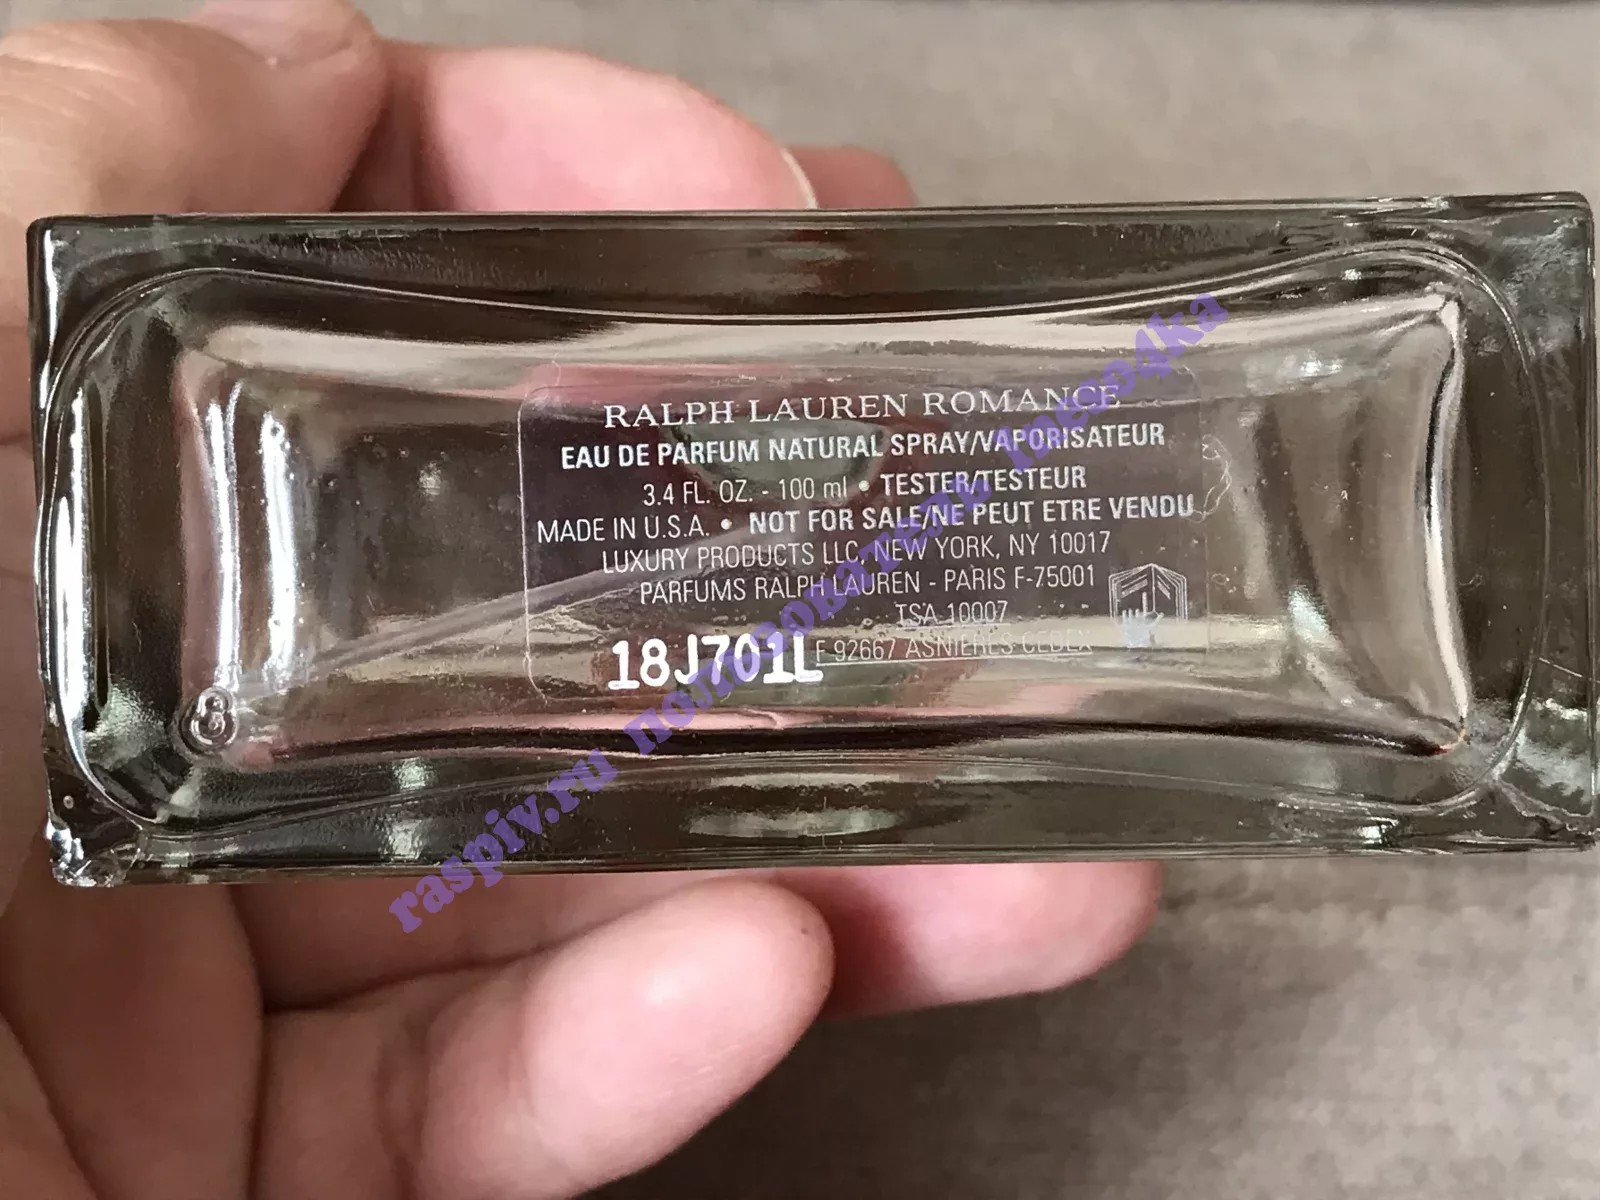 RALPH LAUREN ROMANCE
EAU DE PARFUM NATURAL SPRAY/VAPORISATEUR
3.4 FL. OZ. - 100 ml • TESTER/TESTEUR
MADE IN U.S.A. • NOT FOR SALE/NE PEUT ETRE VENDU
LUXURY PRODUCTS LLC, NEW YORK, NY 10017
PARFUMS RALPH LAUREN - PARIS F-75001
TSA 10007
18J701L F 92667 ASNIERES CEDEX
raspiv.ru пользователь ineso4ka